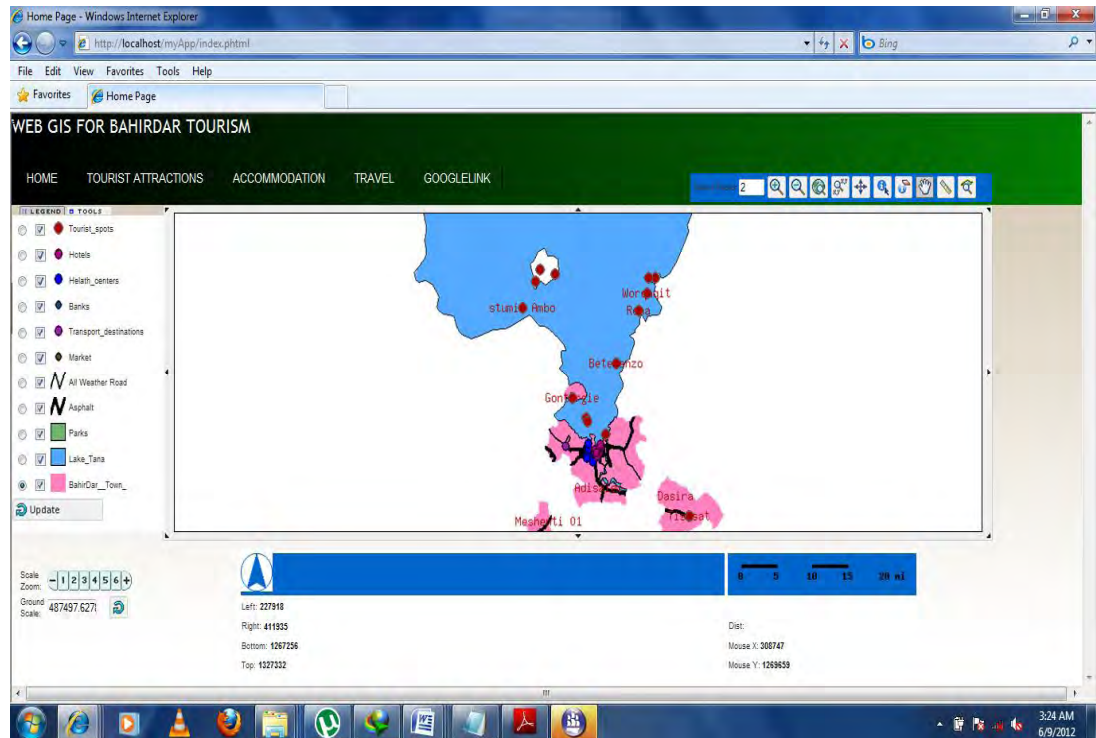 Home Page - Windows Internet Explorer
http://localhost/myApp/index.phtml
Bing
File Edit View Favorites Tools Help
Favorites Home Page
WEB GIS FOR BAHIRDAR TOURISM
HOME TOURIST ATTRACTIONS ACCOMMODATION TRAVEL GOOGLELINK
2
LEGEND TOOLS
Tourist_spots
Hotels
Helath_centers
Banks
Transport_destinations
Market
All Weather Road
Asphalt
Parks
Lake_Tana
BahirDar__Town_
Update
Ambo
Dasira
01
Scale Zoom: - 1 2 3 4 5 6 +
Ground Scale: 487497.627
0 5 10 15 20 mi
Left: 227918
Right: 411935
Bottom: 1267256
Top: 1327332
Dist:
Mouse X: 308747
Mouse Y: 1269659
3:24 AM
6/9/2012